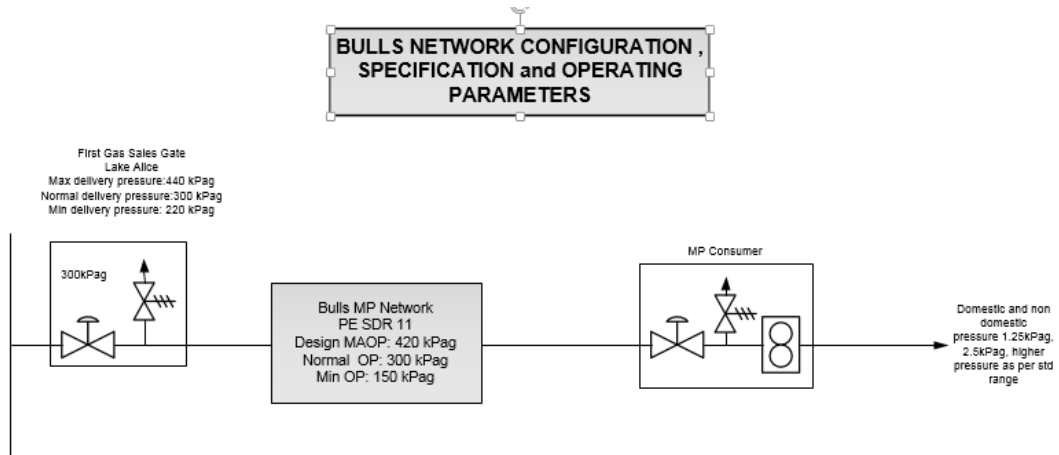 BULLS NETWORK CONFIGURATION ,
SPECIFICATION and OPERATING
PARAMETERS
First Gas Sales Gate
Lake Alice
Max delivery pressure:440 kPag
Normal delivery pressure:300 kPag
Min delivery pressure: 220 kPag
300kPag
Bulls MP Network
PE SDR 11
Design MAOP: 420 kPag
Normal OP: 300 kPag
Min OP: 150 kPag
MP Consumer
Domestic and non
domestic
pressure 1.25kPag,
2.5kPag, higher
pressure as per std
range